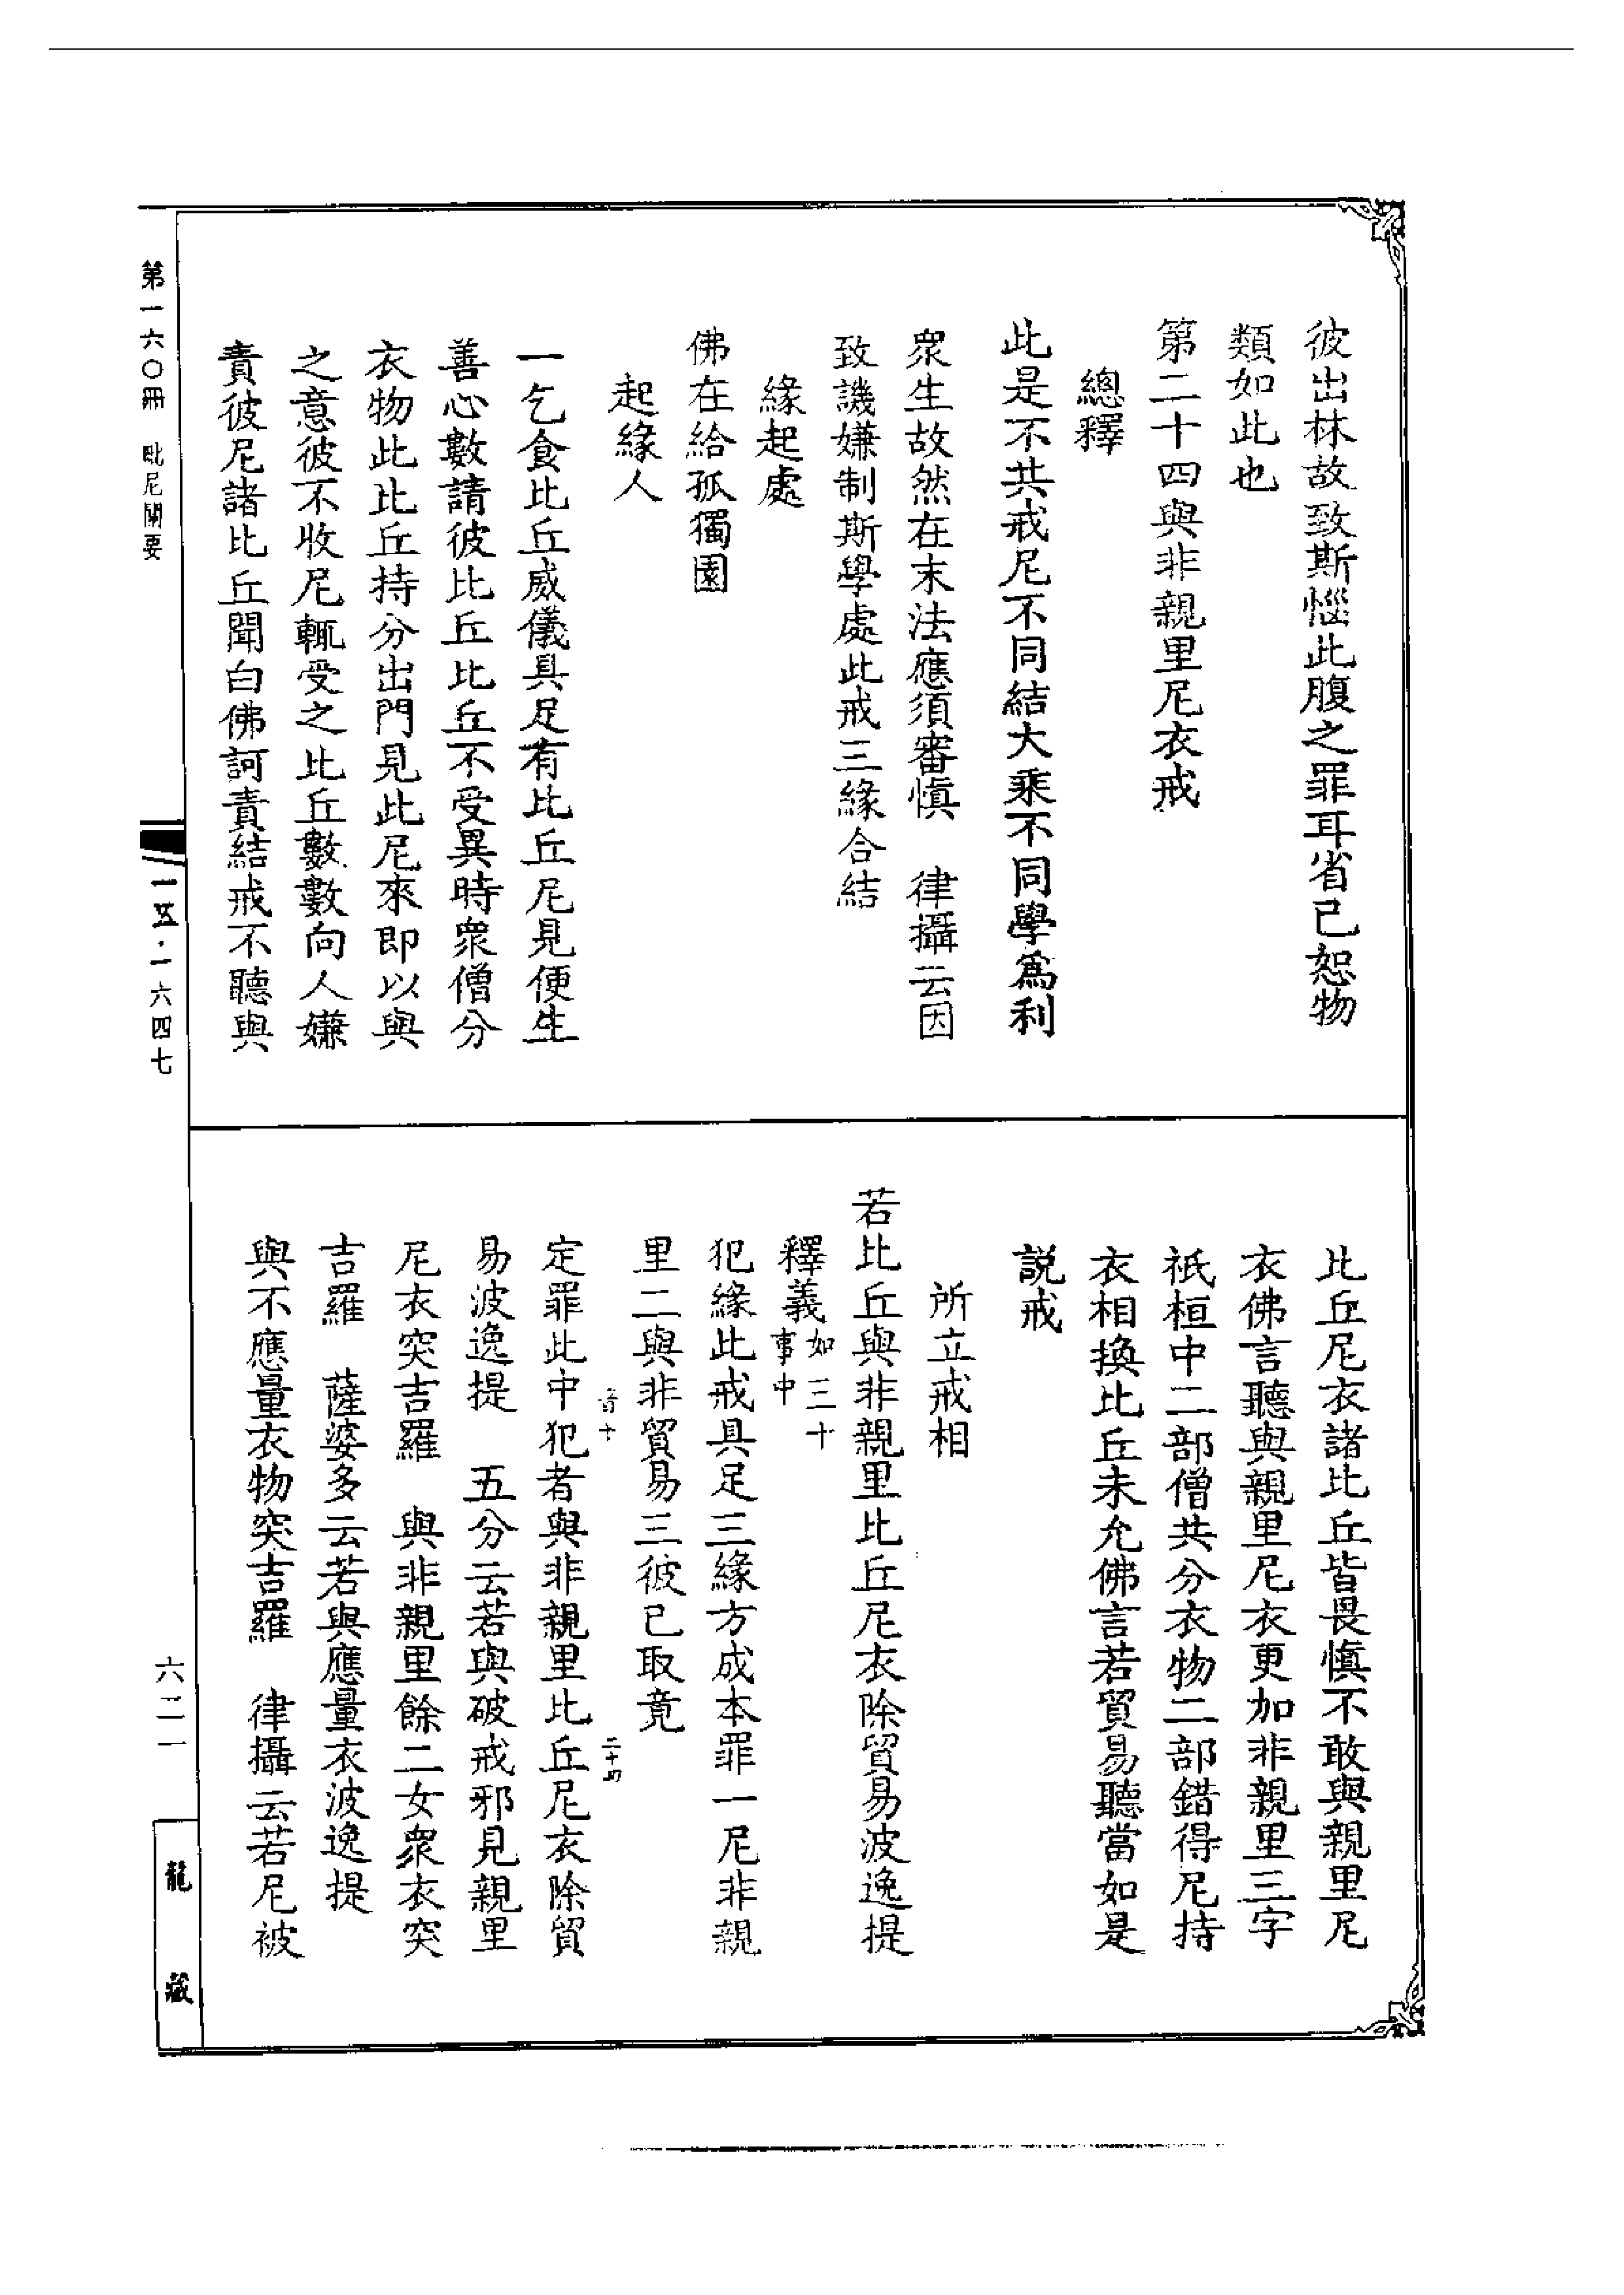 彼出林故致斯惱此腹之罪耳省己恕物
類如此也
第二十四與非親里尼衣戒
總釋
此是不共戒尼不同結大乘不同學爲利
衆生故然在末法應須審慎　律攝云因
致譏嫌制斯學處此戒三緣合結
緣起處
佛在給孤獨園
起緣人
一乞食比丘威儀具足有比丘尼見便生
善心數請彼比丘比丘不受異時衆僧分
衣物此比丘持分出門見此尼來即以與
之意彼不收尼輒受之比丘數數向人嫌
責彼尼諸比丘聞白佛訶責結戒不聽與
比丘尼衣諸比丘皆畏慎不敢與親里尼
衣佛言聽與親里尼衣更加非親里三字
祇桓中二部僧共分衣物二部錯得尼持
衣相換比丘未允佛言若貿易聽當如是
説戒
所立戒相
若比丘與非親里比丘尼衣除貿易波逸提
釋義如三十事中
犯緣此戒具足三緣方成本罪一尼非親
里二與非貿易三彼已取竟
定罪此中犯者與非親里比丘尼衣除貿
易波逸提　五分云若與破戒邪見親里
尼衣突吉羅　與非親里餘二女衆衣突
吉羅　薩婆多云若與應量衣波逸提
與不應量衣物突吉羅　律攝云若尼被
第一六〇冊　毗尼關要
一五·一六四七
六二一
龍藏